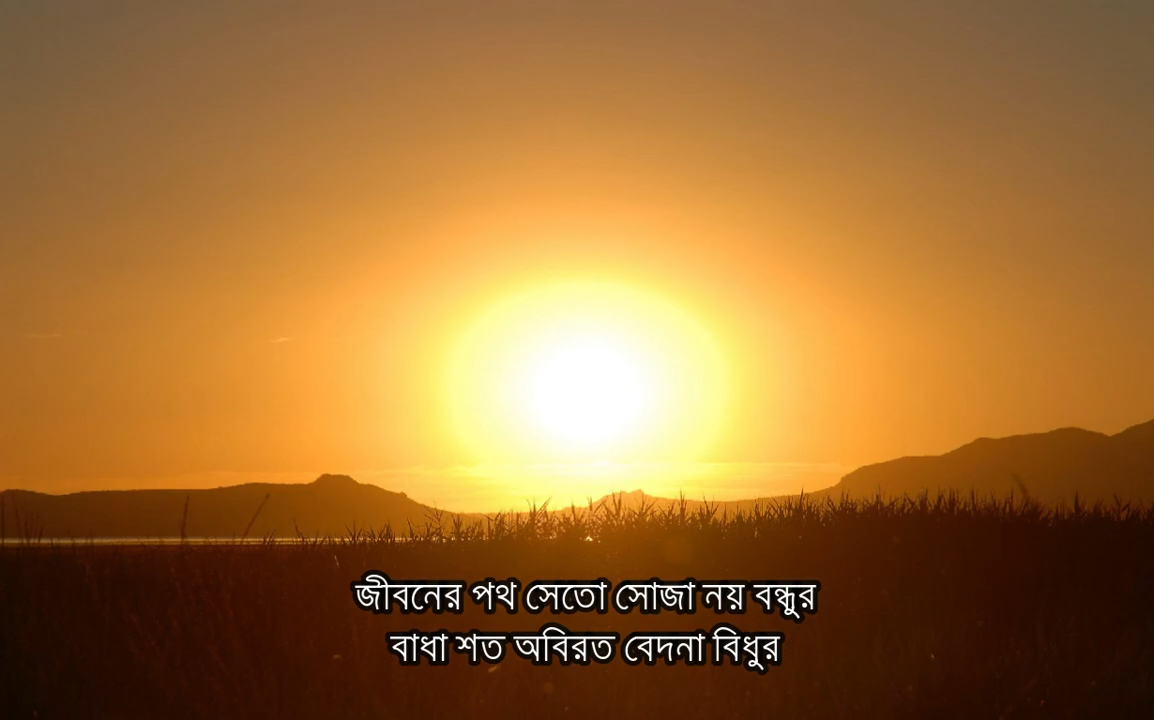 জীবনের পথ সেতো সোজা নয় বন্ধুর
বাধা শত অবিরত বেদনা বিধুর